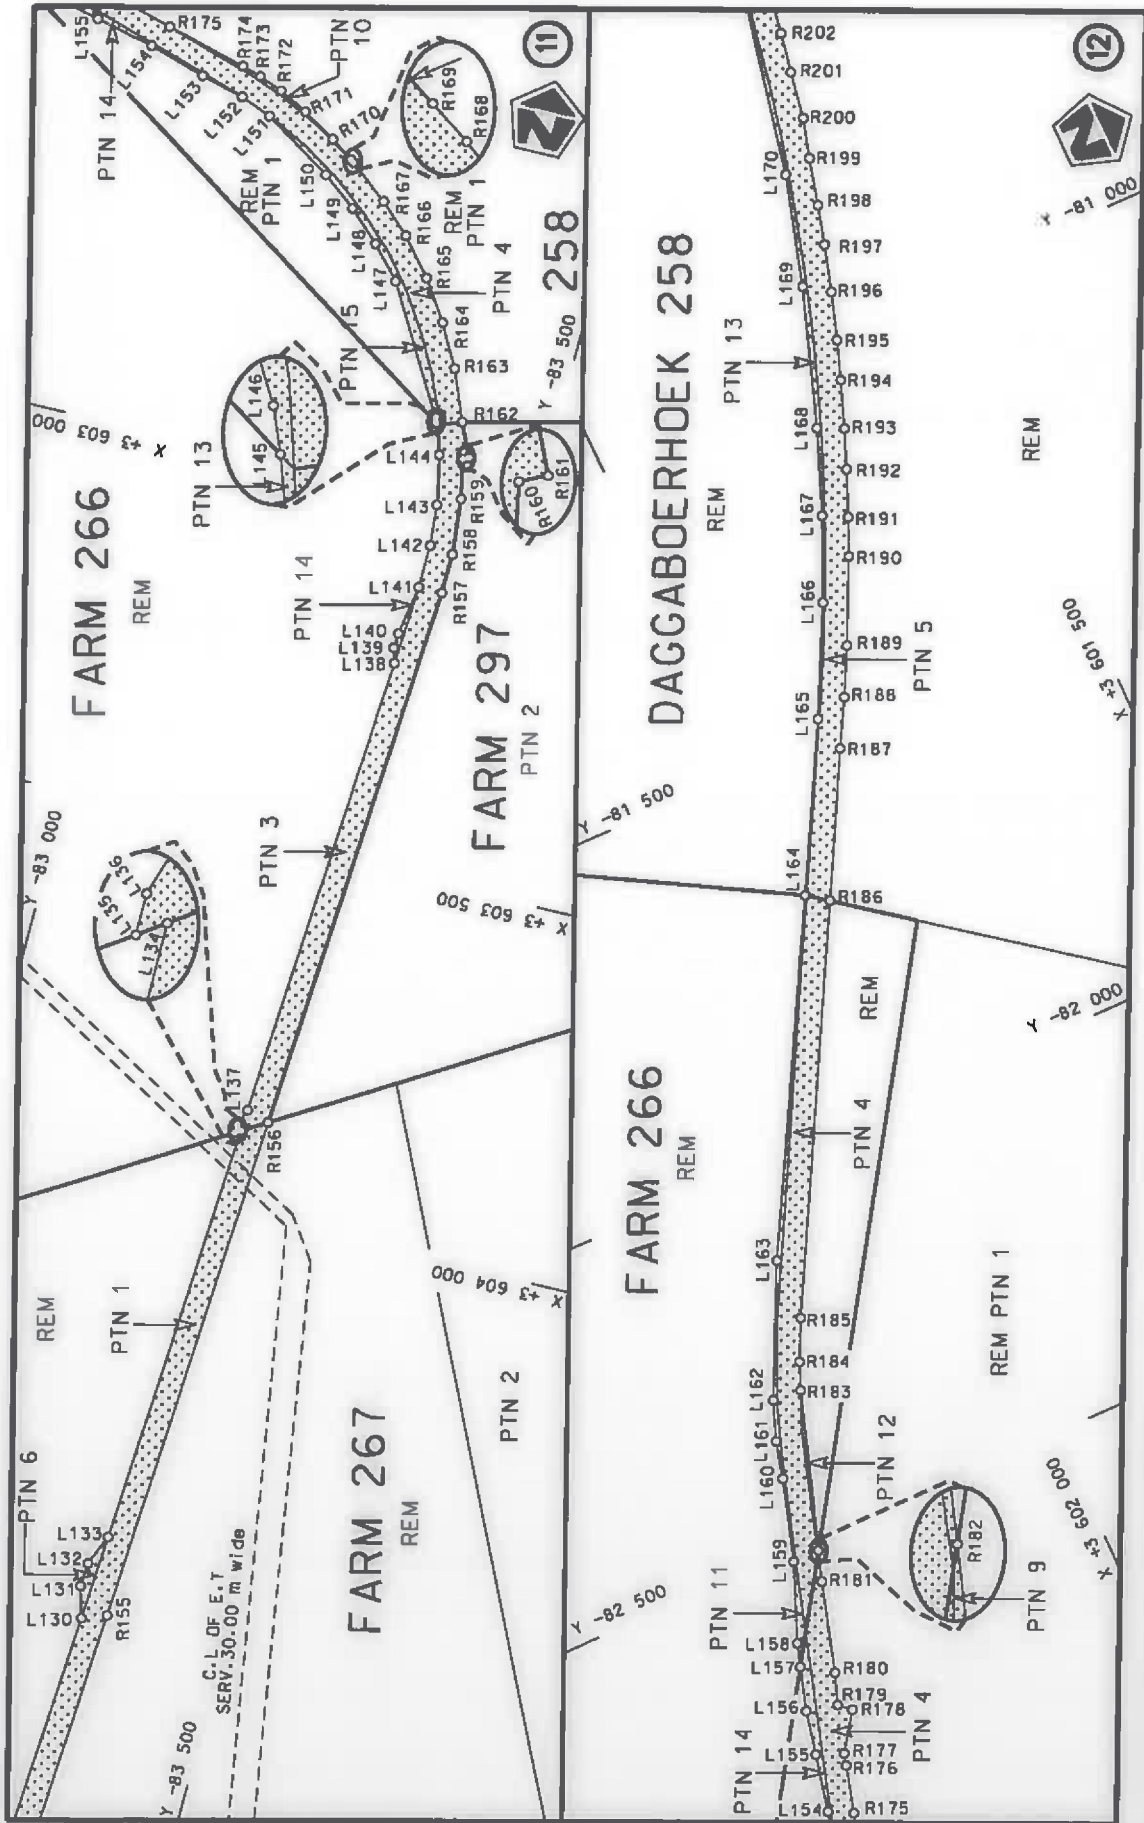 11
PTN 6
REM
L130
L131
L132
L133
R155
PTN 1
C.L OF E.T
SERV.30.00 m wide
Y -83 500
FARM 267
REM
PTN 2
X +3 604 000
Y -83 000
L134
L135
L136
L137
R156
PTN 3
X +3 603 500
FARM 266
REM
FARM 297
PTN 2
L138
L139
L140
L141
L142
L143
L144
PTN 14
PTN 13
L145
L146
R157
R158
R159
R160
R161
R162
R163
R164
R165
R166
R167
X +3 603 000
PTN 15
PTN 4
REM
PTN 1
258
Y -83 500
L147
L148
L149
L150
L151
L152
L153
L154
L155
REM
PTN 1
PTN 14
PTN 10
R168
R169
R170
R171
R172
R173
R174
R175
12
L154
L155
L156
L157
L158
L159
L160
L161
L162
L163
L164
L165
L166
L167
L168
L169
L170
PTN 14
PTN 11
PTN 4
PTN 9
PTN 12
R175
R176
R177
R178
R179
R180
R181
R182
R183
R184
R185
R186
R187
R188
R189
R190
R191
R192
R193
R194
R195
R196
R197
R198
R199
R200
R201
R202
Y -82 500
X +3 602 000
REM PTN 1
FARM 266
REM
PTN 4
REM
Y -82 000
Y -81 500
DAGGABOERHOEK 258
REM
PTN 13
PTN 5
REM
X +3 601 500
Y -81 000